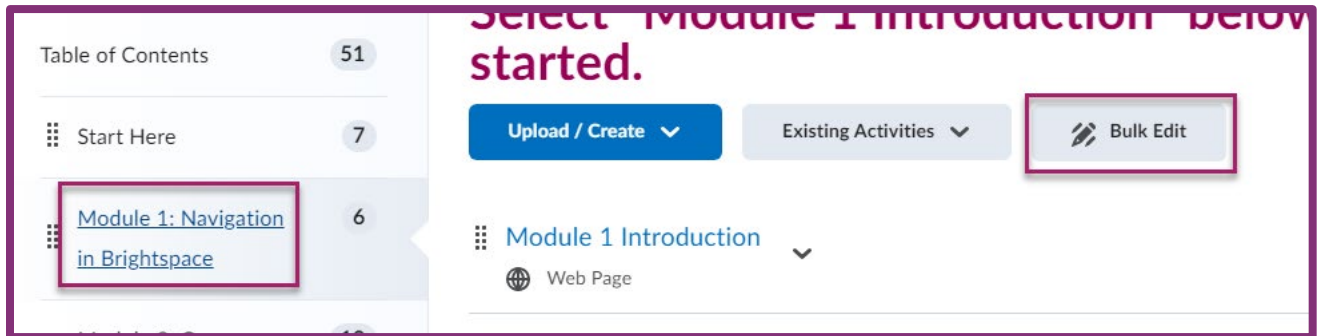 Table of Contents 51
Start Here 7
Module 1: Navigation 6
in Brightspace
Select "Module 1 Introduction" below
started.
Upload / Create
Existing Activities
Bulk Edit
Module 1 Introduction
Web Page